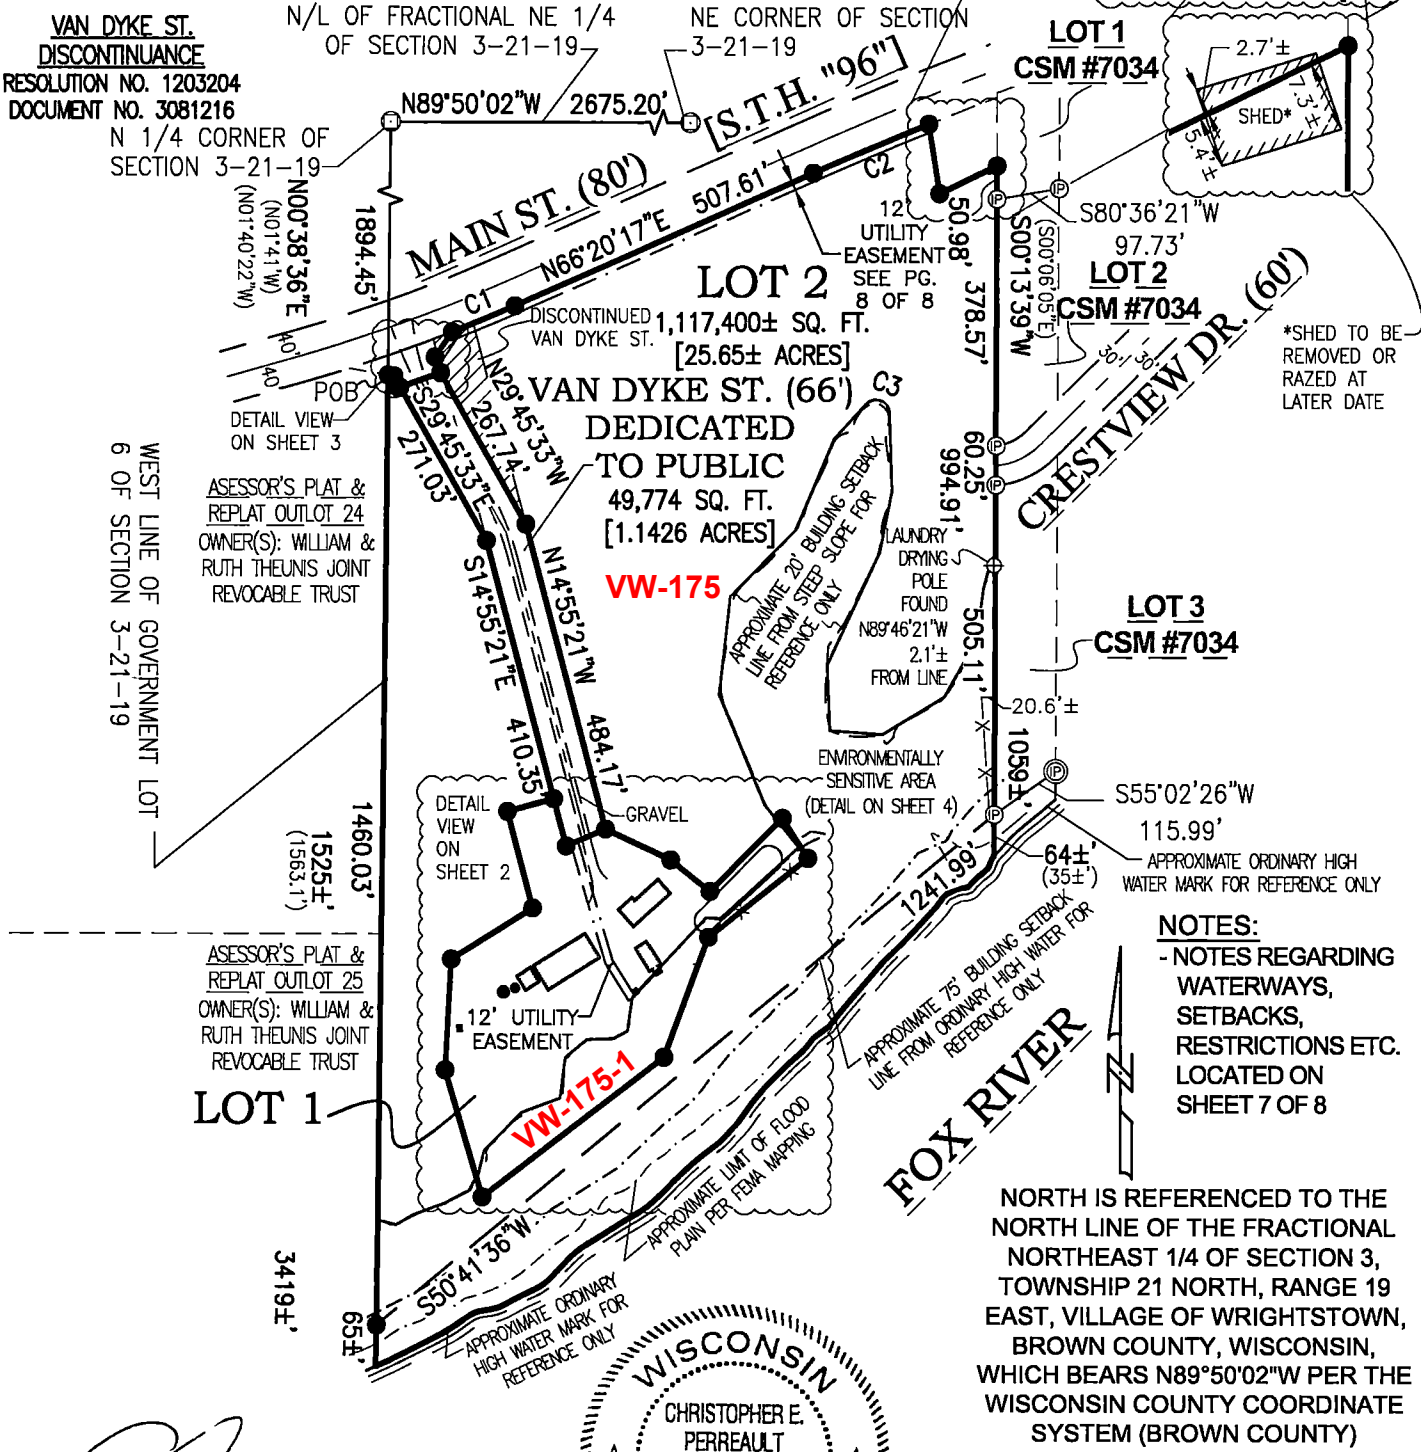 VAN DYKE ST.
DISCONTINUANCE
RESOLUTION NO. 1203204
DOCUMENT NO. 3081216
N/L OF FRACTIONAL NE 1/4
OF SECTION 3-21-19
NE CORNER OF SECTION
3-21-19
N 1/4 CORNER OF
SECTION 3-21-19
N89°50'02"W 2675.20'
[S.T.H. "96"]
MAIN ST. (80')
LOT 1
CSM #7034
2.7'±
SHED*
7.3'±
5.4'±
N00°38'36"E
(N01°41'W)
(N01°40'22"W)
1894.45'
N66°20'17"E 507.61'
C1
C2
12'
UTILITY
EASEMENT
SEE PG.
8 OF 8
50.98'
378.57'
S00°13'39"W
(S00°06'05"E)
S80°36'21"W
97.73'
LOT 2
CSM #7034
CRESTVIEW DR. (60')
30'
30'
*SHED TO BE
REMOVED OR
RAZED AT
LATER DATE
LOT 2
1,117,400± SQ. FT.
[25.65± ACRES]
DISCONTINUED
VAN DYKE ST.
40'
40'
POB
DETAIL VIEW
ON SHEET 3
S29°45'33"E
271.03'
N29°45'33"W
267.74'
VAN DYKE ST. (66')
DEDICATED
TO PUBLIC
49,774 SQ. FT.
[1.1426 ACRES]
VW-175
C3
APPROXIMATE 20' BUILDING SETBACK
LINE FROM STEEP SLOPE FOR
REFERENCE ONLY
60.25'
994.91'
LAUNDRY
DRYING
POLE
FOUND
N89°46'21"W
2.1'±
FROM LINE
505.11'
LOT 3
CSM #7034
20.6'±
1059±'
WEST LINE OF GOVERNMENT LOT
6 OF SECTION 3-21-19
ASESSOR'S PLAT &
REPLAT OUTLOT 24
OWNER(S): WILLIAM &
RUTH THEUNIS JOINT
REVOCABLE TRUST
S14°55'21"E
410.35'
N14°55'21"W
484.17'
ENVIRONMENTALLY
SENSITIVE AREA
(DETAIL ON SHEET 4)
S55°02'26"W
115.99'
DETAIL
VIEW
ON
SHEET 2
GRAVEL
64±'
(35±')
APPROXIMATE ORDINARY HIGH
WATER MARK FOR REFERENCE ONLY
1460.03'
1525±'
(1563.1')
1241.99'
APPROXIMATE 75' BUILDING SETBACK
LINE FROM ORDINARY HIGH WATER FOR
REFERENCE ONLY
NOTES:
- NOTES REGARDING
WATERWAYS,
SETBACKS,
RESTRICTIONS ETC.
LOCATED ON
SHEET 7 OF 8
ASESSOR'S PLAT &
REPLAT OUTLOT 25
OWNER(S): WILLIAM &
RUTH THEUNIS JOINT
REVOCABLE TRUST
12' UTILITY
EASEMENT
LOT 1
VW-175-1
FOX RIVER
APPROXIMATE LIMIT OF FLOOD
PLAIN PER FEMA MAPPING
S50°41'36"W
APPROXIMATE ORDINARY
HIGH WATER MARK FOR
REFERENCE ONLY
3419±'
65±'
NORTH IS REFERENCED TO THE
NORTH LINE OF THE FRACTIONAL
NORTHEAST 1/4 OF SECTION 3,
TOWNSHIP 21 NORTH, RANGE 19
EAST, VILLAGE OF WRIGHTSTOWN,
BROWN COUNTY, WISCONSIN,
WHICH BEARS N89°50'02"W PER THE
WISCONSIN COUNTY COORDINATE
SYSTEM (BROWN COUNTY)
WISCONSIN
CHRISTOPHER E.
PERREAULT